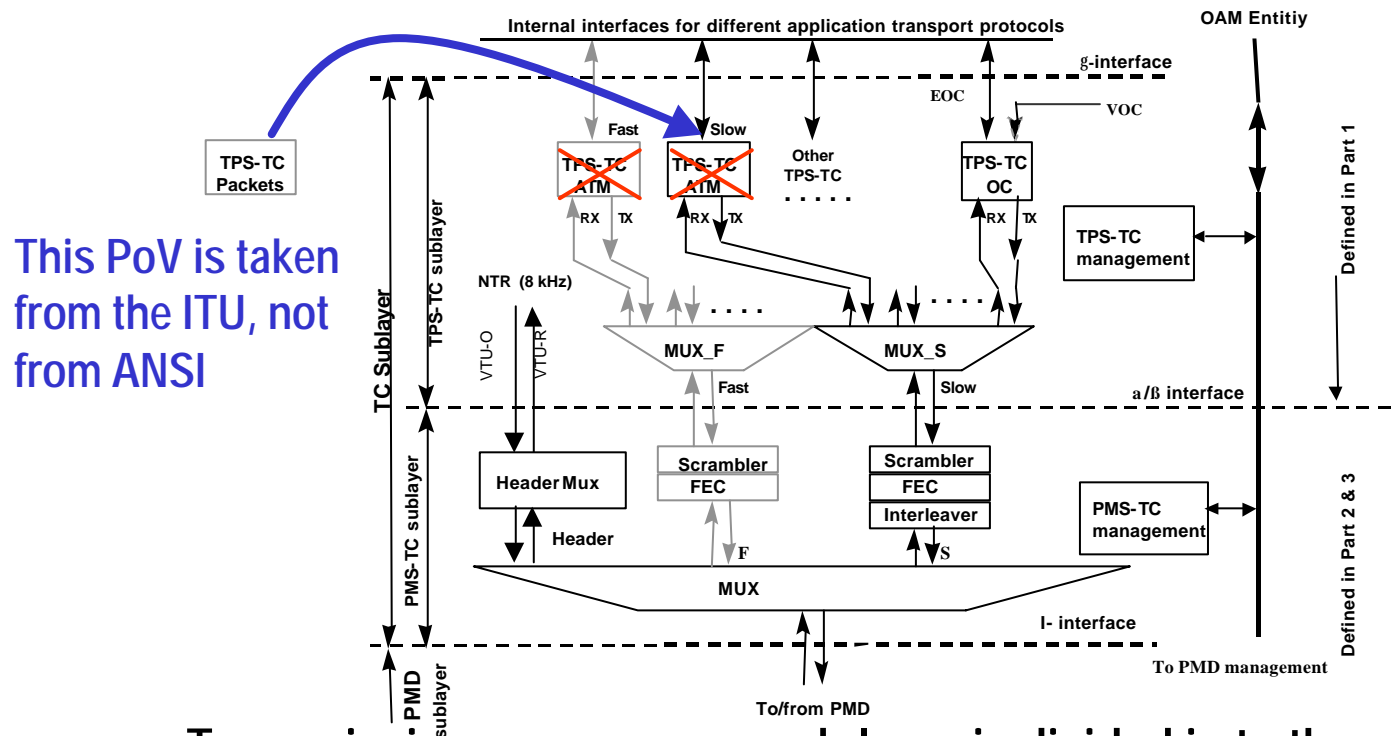 Internal interfaces for different application transport protocols
OAM Entitiy
g-interface
EOC
VOC
Fast
Slow
TPS-TC
Packets
TPS-TC
ATM
TPS-TC
ATM
Other
TPS-TC
. . . . .
TPS-TC
OC
RX TX
RX TX
RX TX
TPS-TC
management
Defined in Part 1
This PoV is taken
from the ITU, not
from ANSI
TC Sublayer
TPS-TC sublayer
NTR (8 kHz)
VTU-O
VTU-R
. . . .
. . . .
MUX_F
MUX_S
Fast
Slow
a/ß interface
PMS-TC sublayer
Header Mux
Header
Scrambler
FEC
Scrambler
FEC
Interleaver
PMS-TC
management
Defined in Part 2 & 3
F
S
MUX
I- interface
To PMD management
PMD
sublayer
To/from PMD